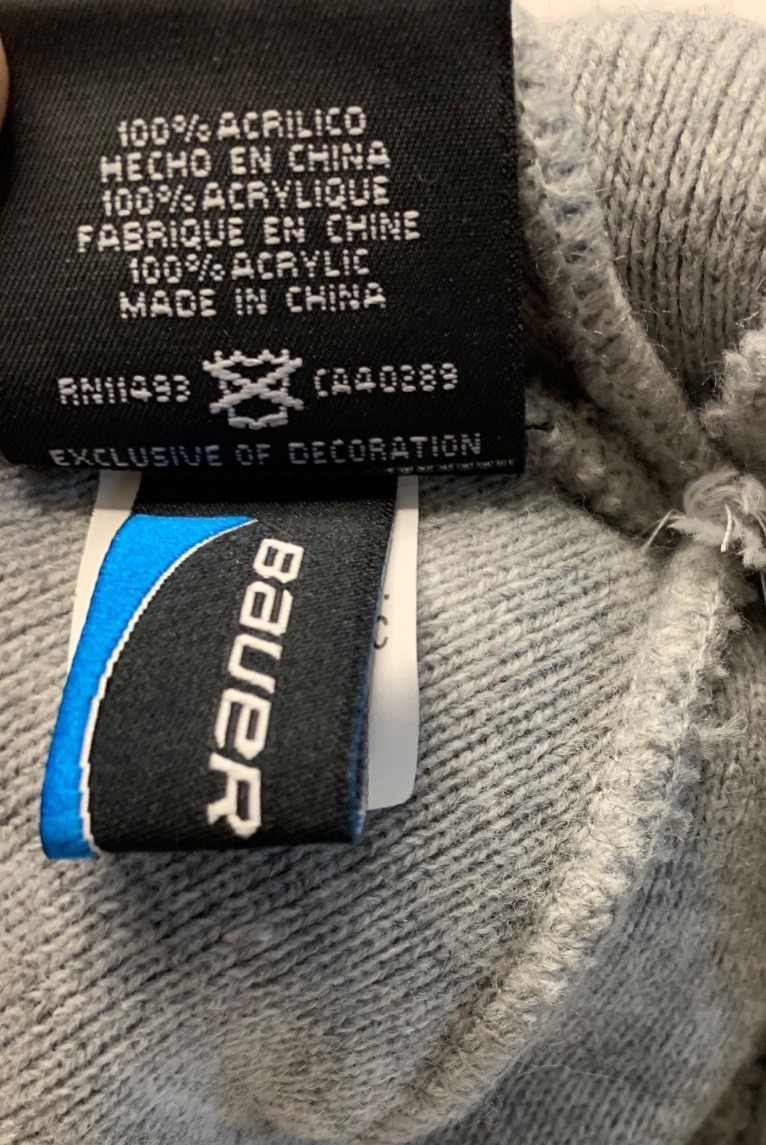 100% ACRILICO
HECHO EN CHINA
100% ACRYLIQUE
FABRIQUE EN CHINE
100% ACRYLIC
MADE IN CHINA
RN11493 CA40289
EXCLUSIVE OF DECORATION
BAUER